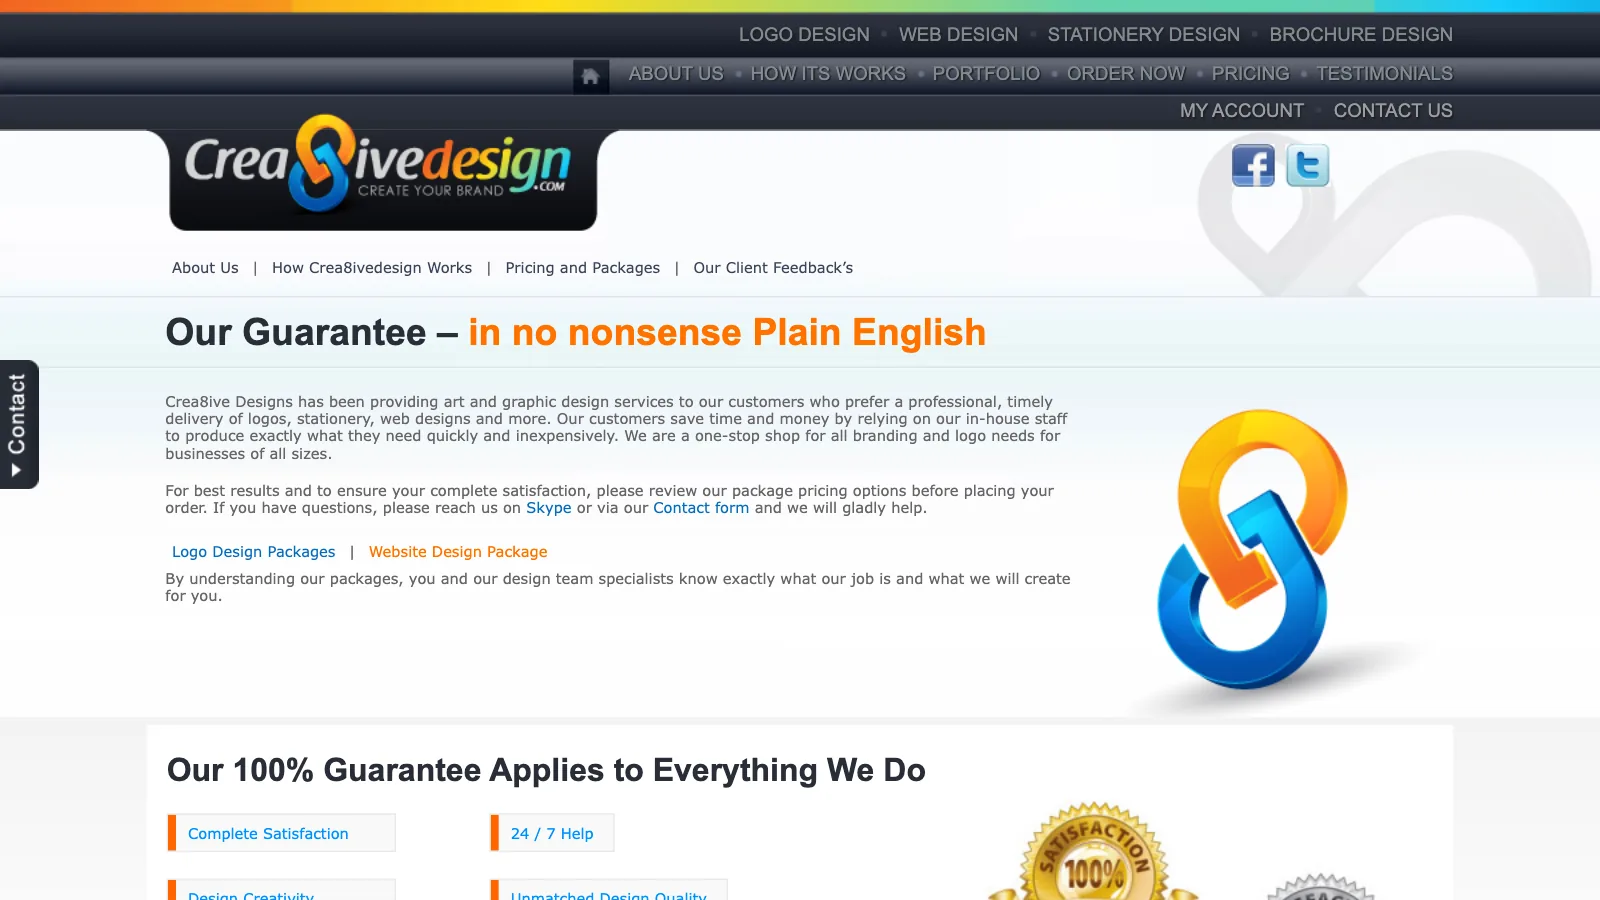 LOGO DESIGN • WEB DESIGN • STATIONERY DESIGN • BROCHURE DESIGN
ABOUT US • HOW ITS WORKS • PORTFOLIO • ORDER NOW • PRICING • TESTIMONIALS
MY ACCOUNT • CONTACT US
Crea8ivedesign.COM
CREATE YOUR BRAND
About Us | How Crea8ivedesign Works | Pricing and Packages | Our Client Feedback’s
Our Guarantee – in no nonsense Plain English
Contact
Crea8ive Designs has been providing art and graphic design services to our customers who prefer a professional, timely
delivery of logos, stationery, web designs and more. Our customers save time and money by relying on our in-house staff
to produce exactly what they need quickly and inexpensively. We are a one-stop shop for all branding and logo needs for
businesses of all sizes.
For best results and to ensure your complete satisfaction, please review our package pricing options before placing your
order. If you have questions, please reach us on Skype or via our Contact form and we will gladly help.
Logo Design Packages | Website Design Package
By understanding our packages, you and our design team specialists know exactly what our job is and what we will create
for you.
Our 100% Guarantee Applies to Everything We Do
Complete Satisfaction
24 / 7 Help
Design Creativity
Unmatched Design Quality
SATISFACTION
100%